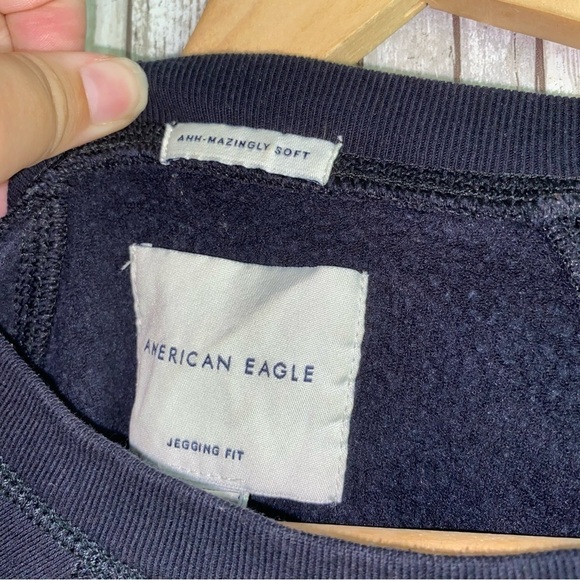 AHH-MAZINGLY SOFT
AMERICAN EAGLE
JEGGING FIT